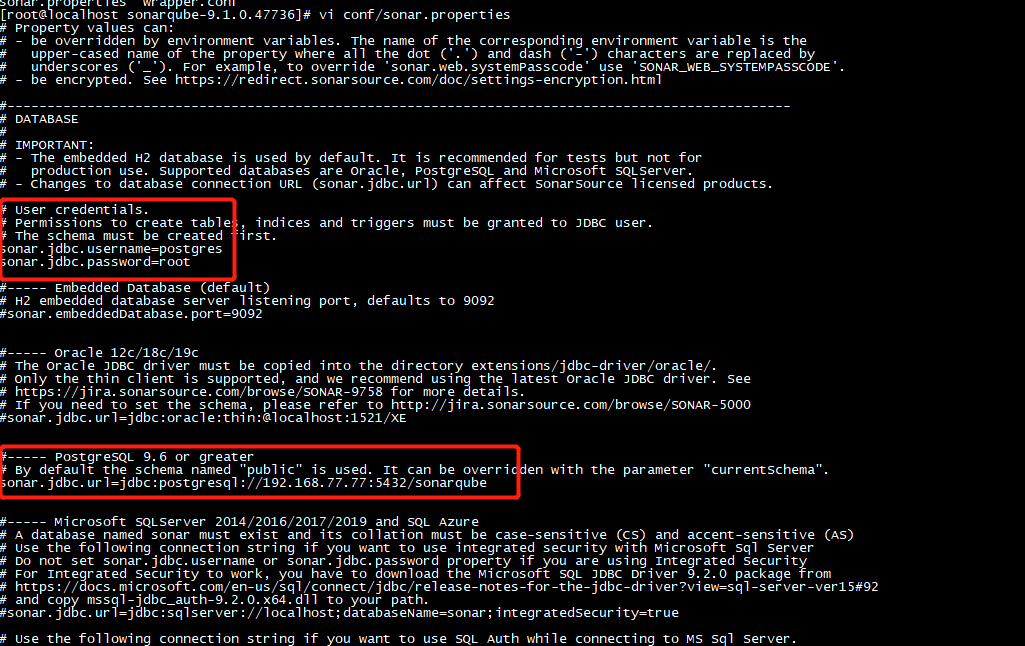 sonar.properties  wrapper.conf
[root@localhost sonarqube-9.1.0.47736]# vi conf/sonar.properties
# Property values can:
# - be overridden by environment variables. The name of the corresponding environment variable is the
#   upper-cased name of the property where all the dot ('.') and dash ('-') characters are replaced by
#   underscores ('_'). For example, to override 'sonar.web.systemPasscode' use 'SONAR_WEB_SYSTEMPASSCODE'.
# - be encrypted. See https://redirect.sonarsource.com/doc/settings-encryption.html
#--------------------------------------------------------------------------------------------------
# DATABASE
#
# IMPORTANT:
# - The embedded H2 database is used by default. It is recommended for tests but not for
#   production use. Supported databases are Oracle, PostgreSQL and Microsoft SQLServer.
# - Changes to database connection URL (sonar.jdbc.url) can affect SonarSource licensed products.
# User credentials.
# Permissions to create tables, indices and triggers must be granted to JDBC user.
# The schema must be created first.
sonar.jdbc.username=postgres
sonar.jdbc.password=root
#----- Embedded Database (default)
# H2 embedded database server listening port, defaults to 9092
#sonar.embeddedDatabase.port=9092
#----- Oracle 12c/18c/19c
# The Oracle JDBC driver must be copied into the directory extensions/jdbc-driver/oracle/.
# Only the thin client is supported, and we recommend using the latest Oracle JDBC driver. See
# https://jira.sonarsource.com/browse/SONAR-9758 for more details.
# If you need to set the schema, please refer to http://jira.sonarsource.com/browse/SONAR-5000
#sonar.jdbc.url=jdbc:oracle:thin:@localhost:1521/XE
#----- PostgreSQL 9.6 or greater
# By default the schema named "public" is used. It can be overridden with the parameter "currentSchema".
sonar.jdbc.url=jdbc:postgresql://192.168.77.77:5432/sonarqube
#----- Microsoft SQLServer 2014/2016/2017/2019 and SQL Azure
# A database named sonar must exist and its collation must be case-sensitive (CS) and accent-sensitive (AS)
# Use the following connection string if you want to use integrated security with Microsoft Sql Server
# Do not set sonar.jdbc.username or sonar.jdbc.password property if you are using Integrated Security
# For Integrated Security to work, you have to download the Microsoft SQL JDBC Driver 9.2.0 package from
# https://docs.microsoft.com/en-us/sql/connect/jdbc/release-notes-for-the-jdbc-driver?view=sql-server-ver15#92
# and copy mssql-jdbc_auth-9.2.0.x64.dll to your path.
#sonar.jdbc.url=jdbc:sqlserver://localhost;databaseName=sonar;integratedSecurity=true
# Use the following connection string if you want to use SQL Auth while connecting to MS Sql Server.